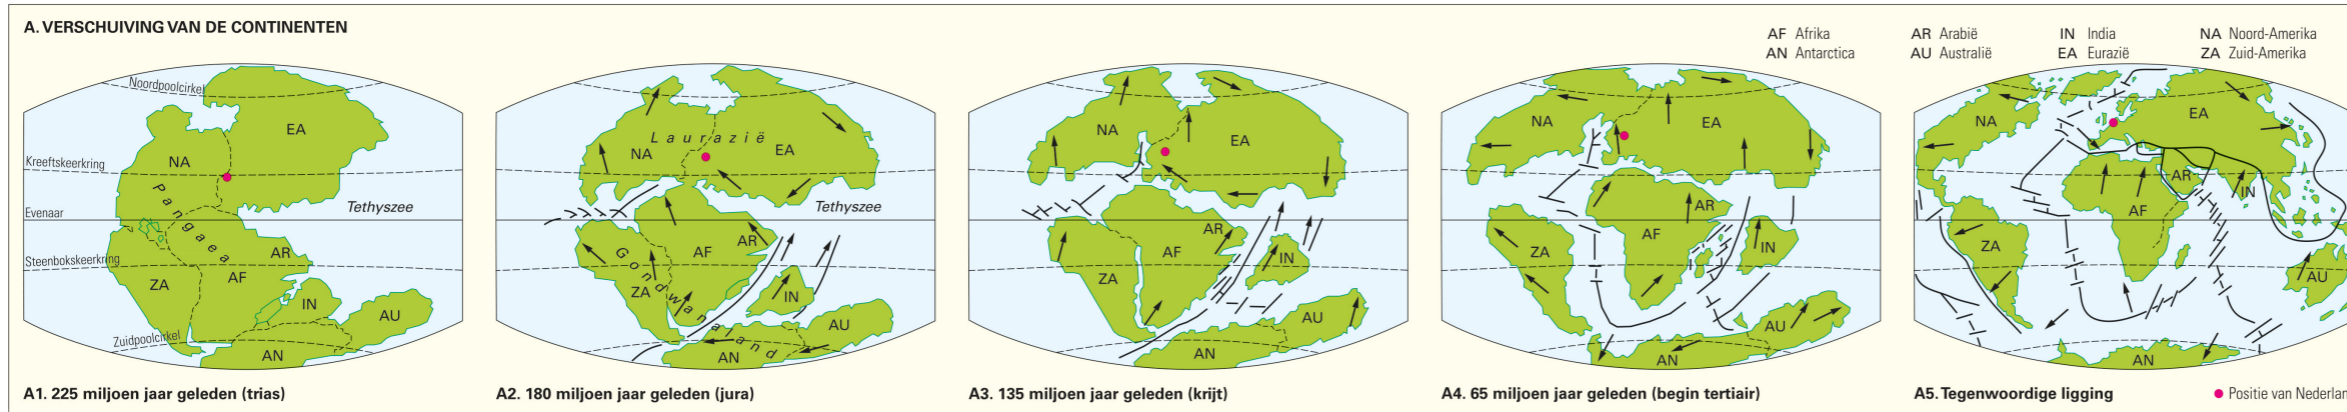 A. VERSCHUIVING VAN DE CONTINENTEN
AF Afrika
AN Antarctica
AR Arabië
AU Australië
IN India
EA Eurazië
NA Noord-Amerika
ZA Zuid-Amerika
Noordpoolcirkel
EA
NA
Kreeftskeerkring
Pangaea
Tethyszee
Evenaar
AR
Steenbokskeerkring
AF
ZA
IN
AU
Zuidpoolcirkel
AN
A1. 225 miljoen jaar geleden (trias)
Laurazië
NA
EA
Tethyszee
AR
AF
Gondwanaland
ZA
IN
AU
AN
A2. 180 miljoen jaar geleden (jura)
NA
EA
AR
AF
IN
ZA
AU
AN
A3. 135 miljoen jaar geleden (krijt)
NA
EA
AR
AF
IN
ZA
AU
AN
A4. 65 miljoen jaar geleden (begin tertiair)
NA
EA
AR
IN
AF
ZA
AU
AN
A5. Tegenwoordige ligging
Positie van Nederlan